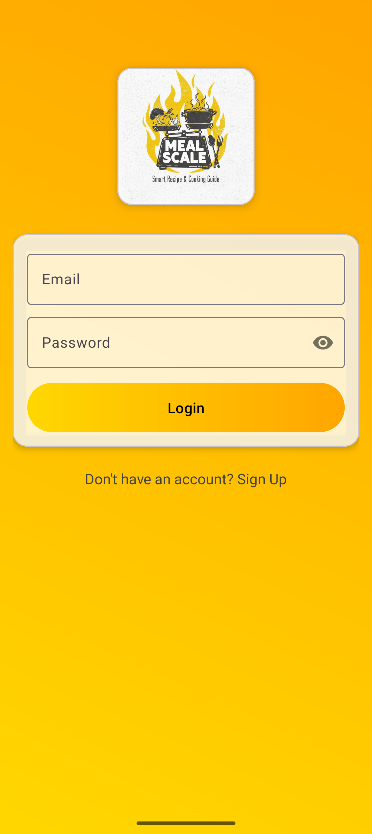 MEAL
SCALE
Smart Recipe & Cooking Guide
Email
Password
Login
Don't have an account? Sign Up